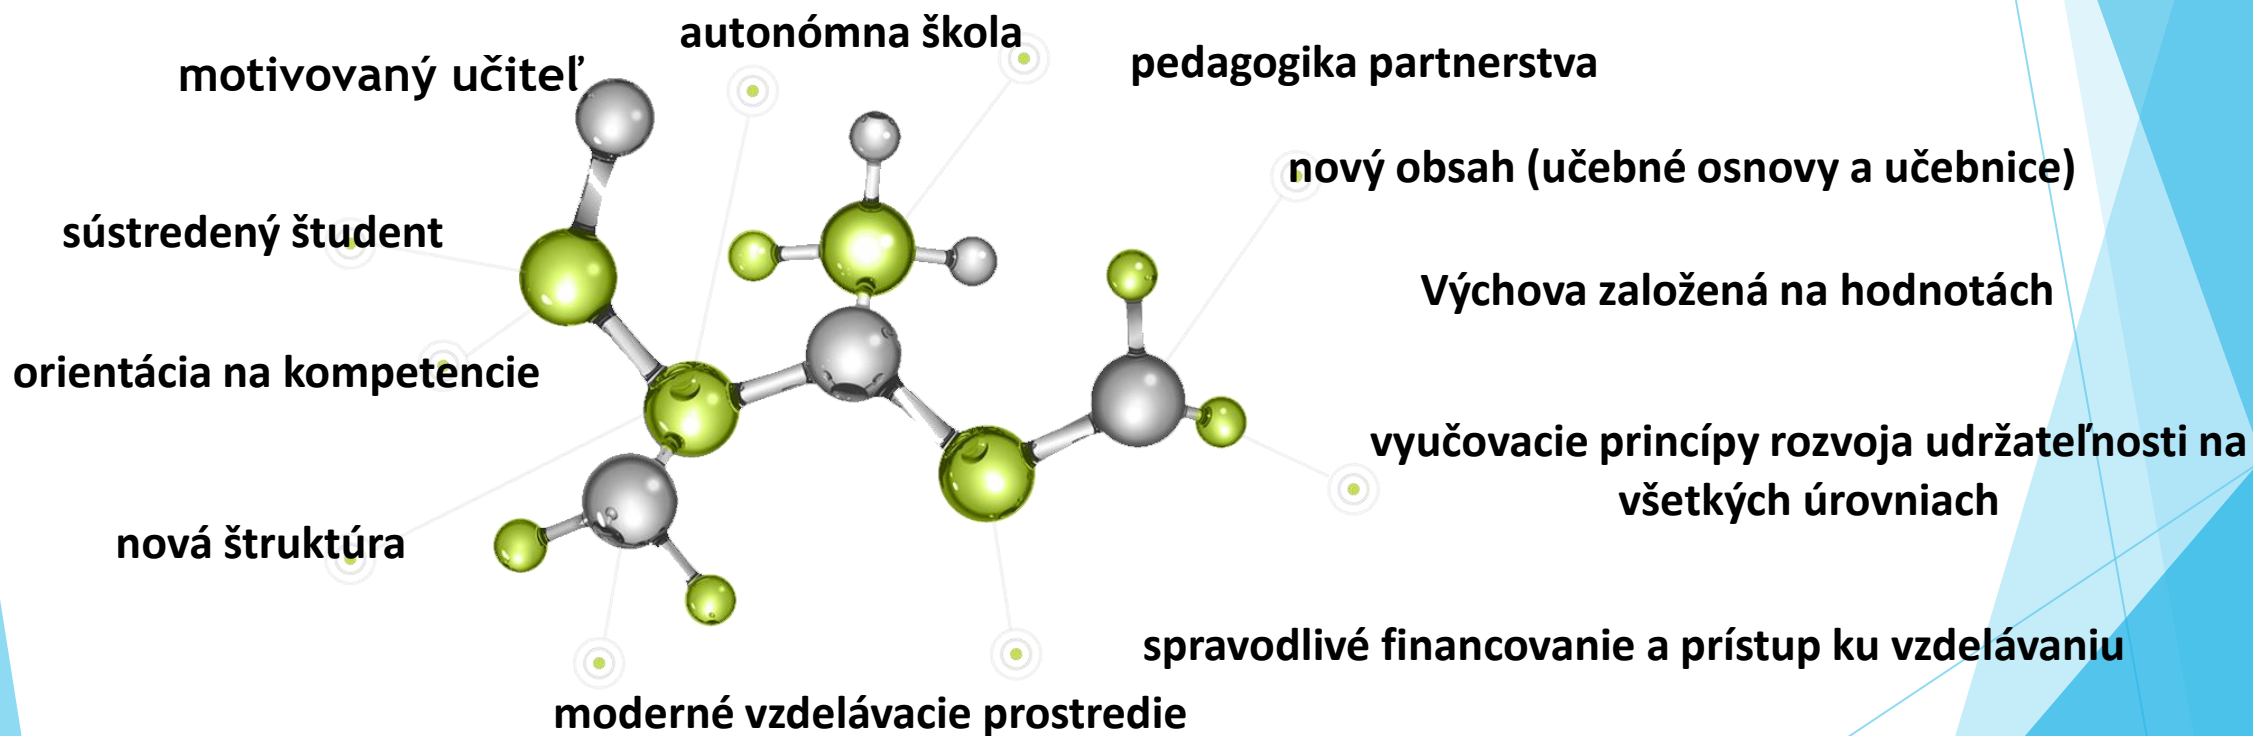 autonómna škola
motivovaný učiteľ
pedagogika partnerstva
nový obsah (učebné osnovy a učebnice)
sústredený študent
Výchova založená na hodnotách
orientácia na kompetencie
vyučovacie princípy rozvoja udržateľnosti na
všetkých úrovniach
nová štruktúra
spravodlivé financovanie a prístup ku vzdelávaniu
moderné vzdelávacie prostredie